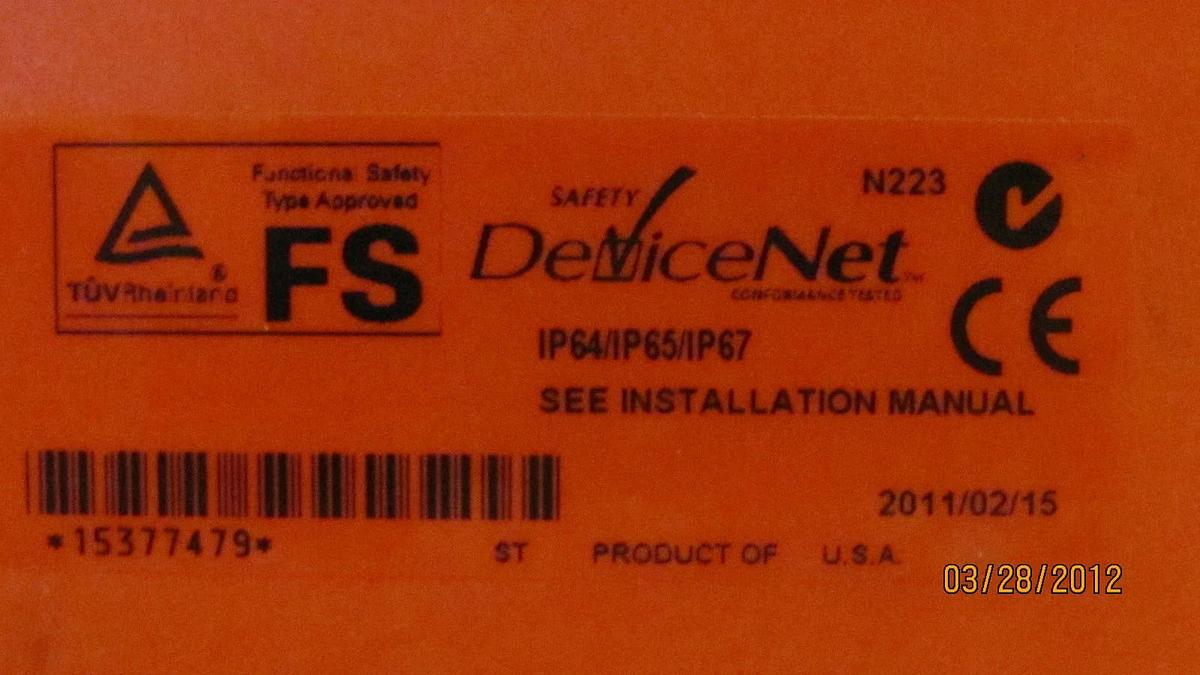 Functional Safety
Type Approved
FS
TÜVRheinland®
SAFETY
DeviceNet™
CONFORMANCE TESTED
N223
CE
IP64/IP65/IP67
SEE INSTALLATION MANUAL
*15377479*
2011/02/15
ST PRODUCT OF U.S.A.
03/28/2012